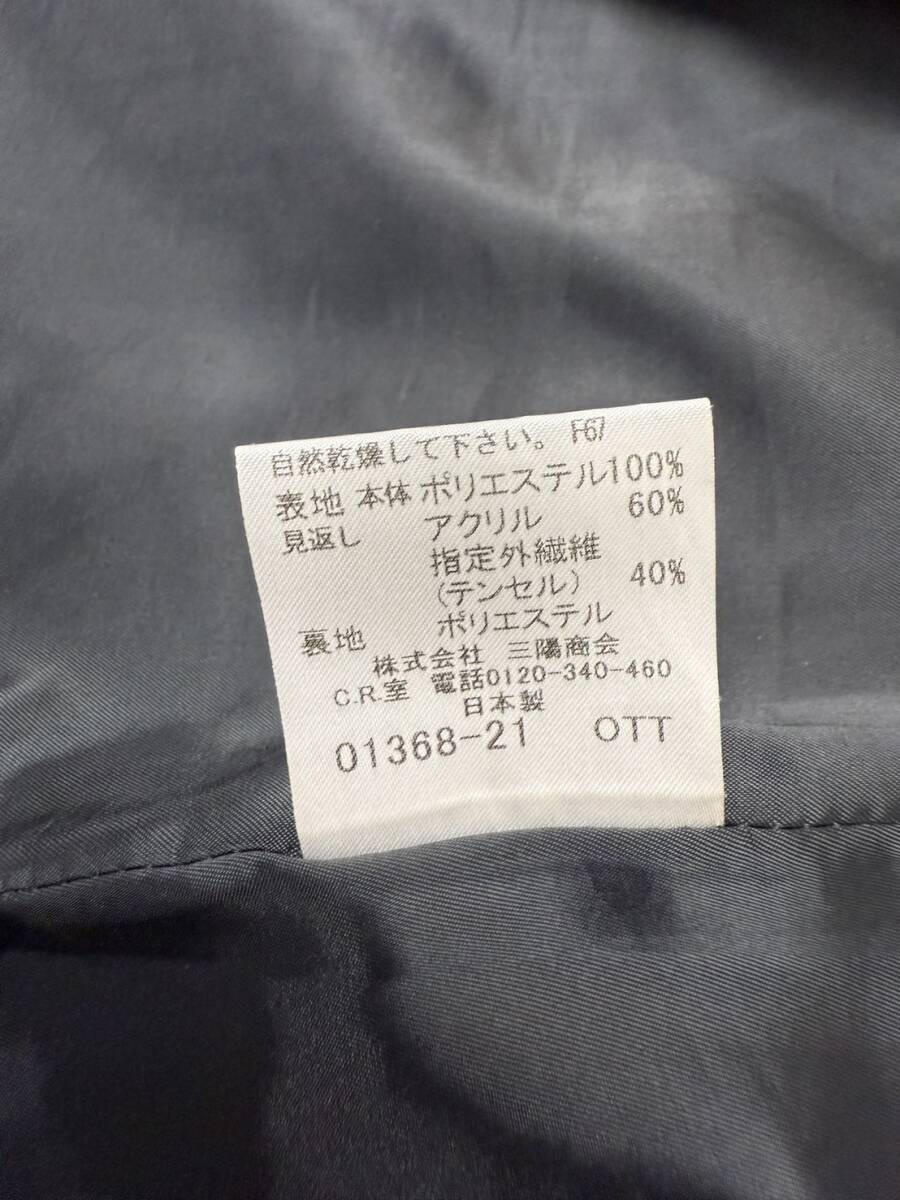 自然乾燥して下さい。 F67
表地 本体 ポリエステル100%
見返し アクリル 60%
指定外繊維
(テンセル) 40%
裏地 ポリエステル
株式会社 三陽商会
C.R.室 電話0120-340-460
日本製
01368-21 OTT